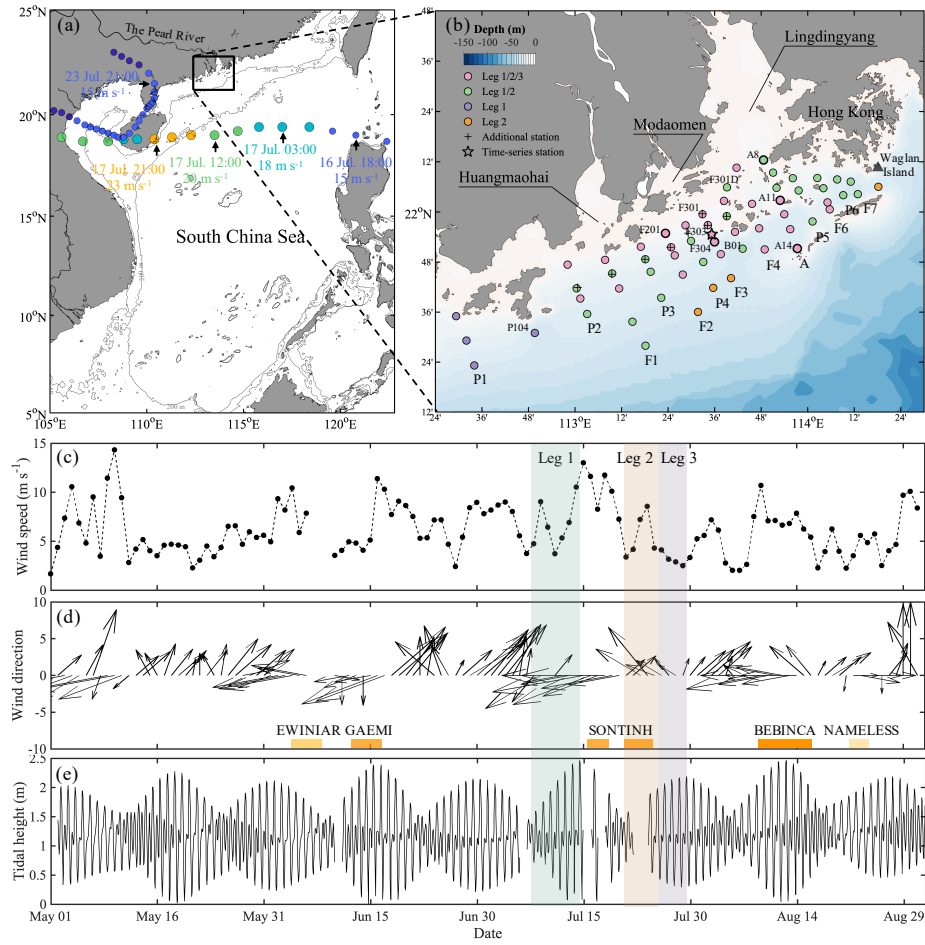 (a)
The Pearl River
25°N
20°N
15°N
10°N
5°N
105°E
110°E
115°E
120°E
23 Jul. 21:00
15 m s-1
17 Jul. 21:00
23 m s-1
17 Jul. 12:00
20 m s-1
17 Jul. 03:00
18 m s-1
16 Jul. 18:00
15 m s-1
South China Sea
200 m
(b)
Depth (m)
-150 -100 -50 0
Leg 1/2/3
Leg 1/2
Leg 1
Leg 2
Additional station
Time-series station
Lingdingyang
Hong Kong
Modaomen
Huangmaohai
Waglan
Island
A8
F301D
A11
F301
F201
F303
F304
B01
A14
P6
F7
F6
P5
F4
A
F3
P4
P3
F2
P2
P104
F1
P1
48'
36'
24'
12'
22°N
48'
36'
24'
12'
24'
36'
48'
113°E
12'
24'
36'
48'
114°E
12'
24'
(c)
Leg 1
Leg 2
Leg 3
Wind speed (m s-1)
15
10
5
0
(d)
Wind direction
10
5
0
-5
-10
EWINIAR GAEMI
SONTINH
BEBINCA
NAMELESS
(e)
Tidal height (m)
2.5
2
1.5
1
0.5
0
May 01
May 16
May 31
Jun 15
Jun 30
Jul 15
Jul 30
Aug 14
Aug 29
Date